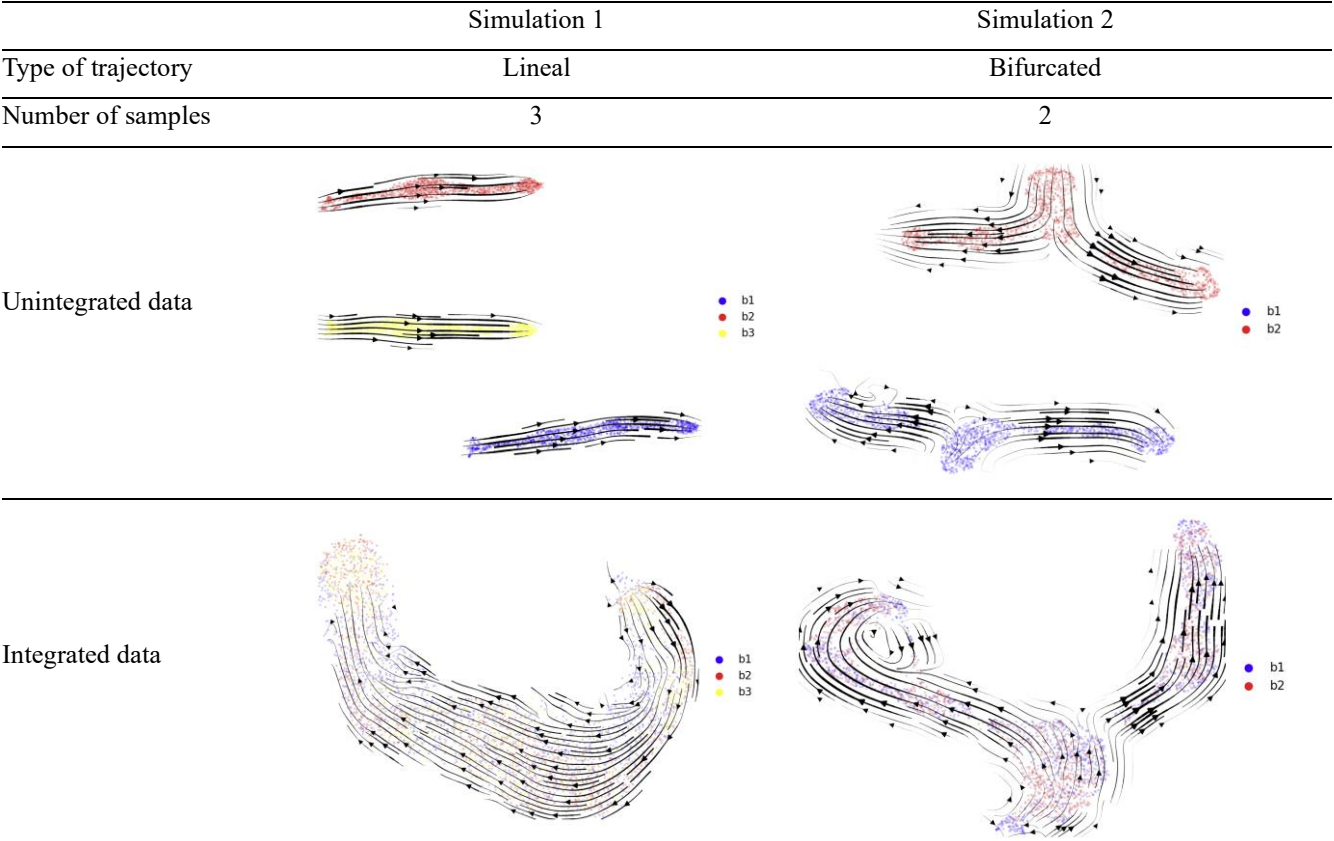 Simulation 1 Simulation 2
Type of trajectory Lineal Bifurcated
Number of samples 3 2
Unintegrated data
b1
b2
b3
b1
b2
Integrated data
b1
b2
b3
b1
b2